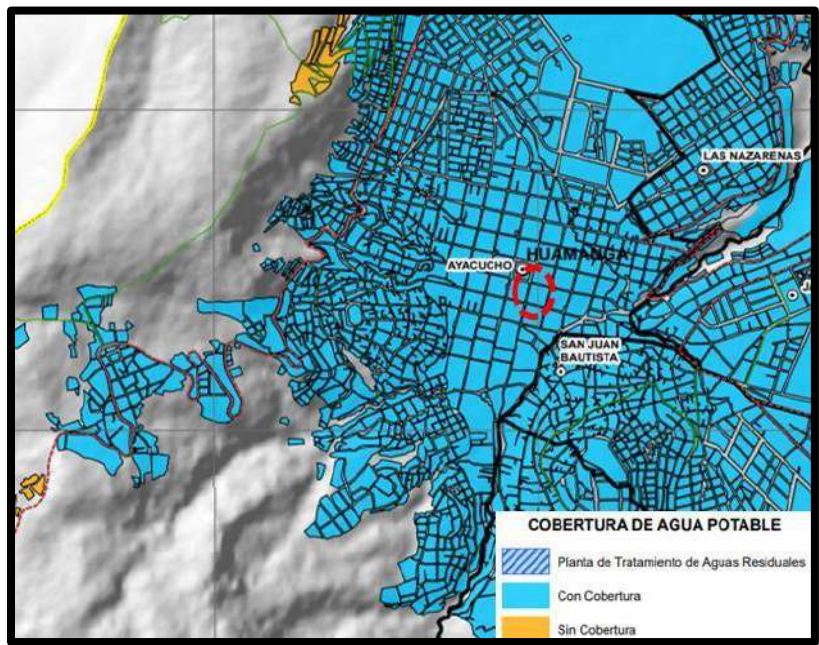 LAS NAZARENAS
HUAMANGA
AYACUCHO
SAN JUAN
BAUTISTA
COBERTURA DE AGUA POTABLE
Planta de Tratamiento de Aguas Residuales
Con Cobertura
Sin Cobertura